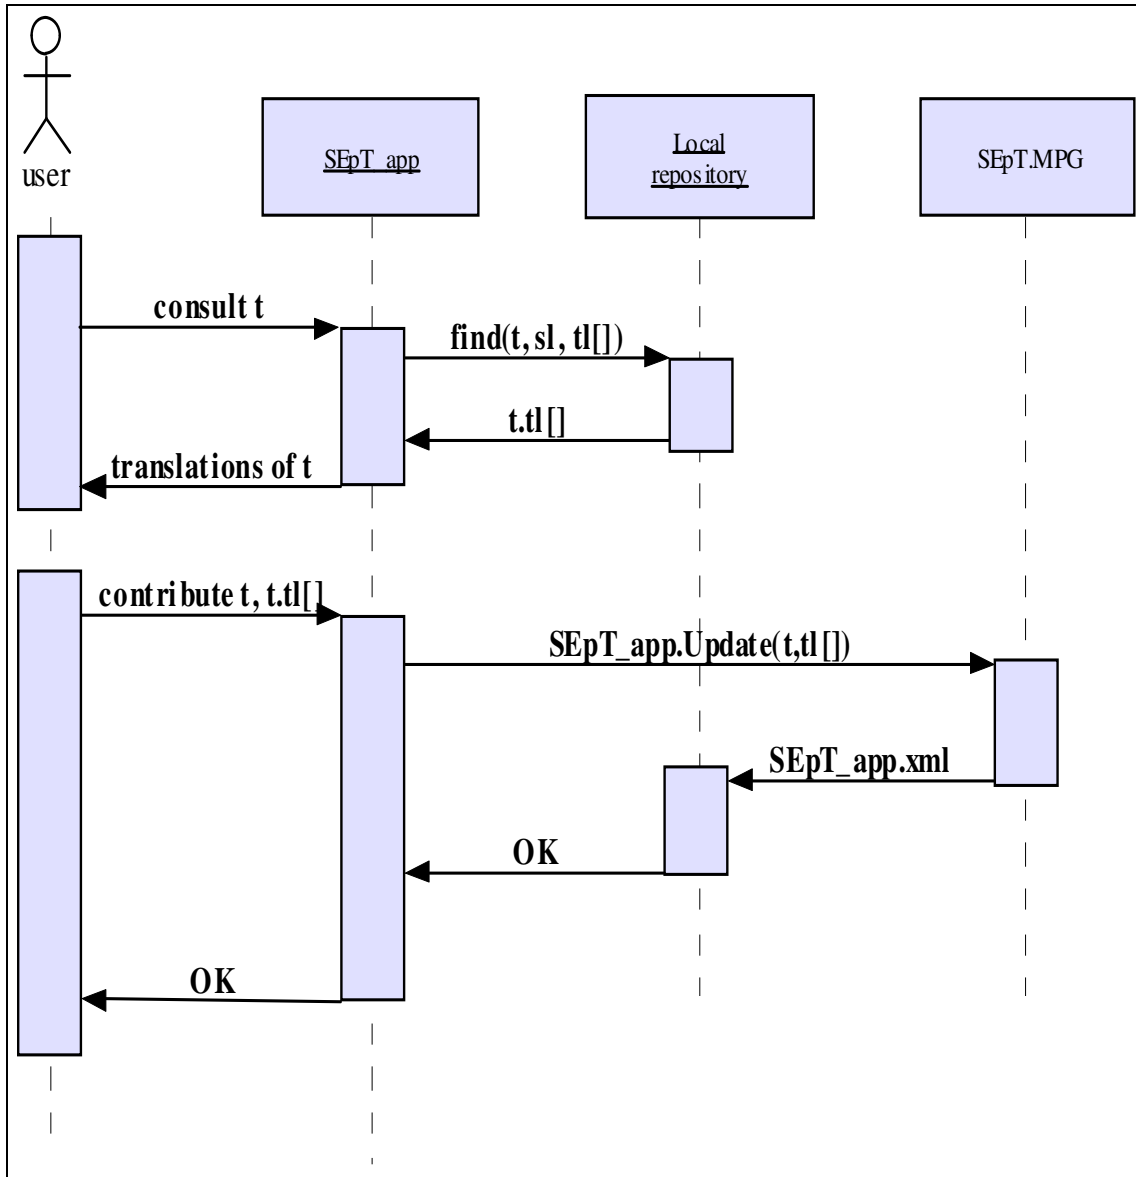 user
SEpT_app
Local
repository
SEpT.MPG
consult t
find(t, sl, tl[])
t.tl[]
translations of t
contribute t, t.tl[]
SEpT_app.Update(t,tl[])
SEpT_app.xml
OK
OK